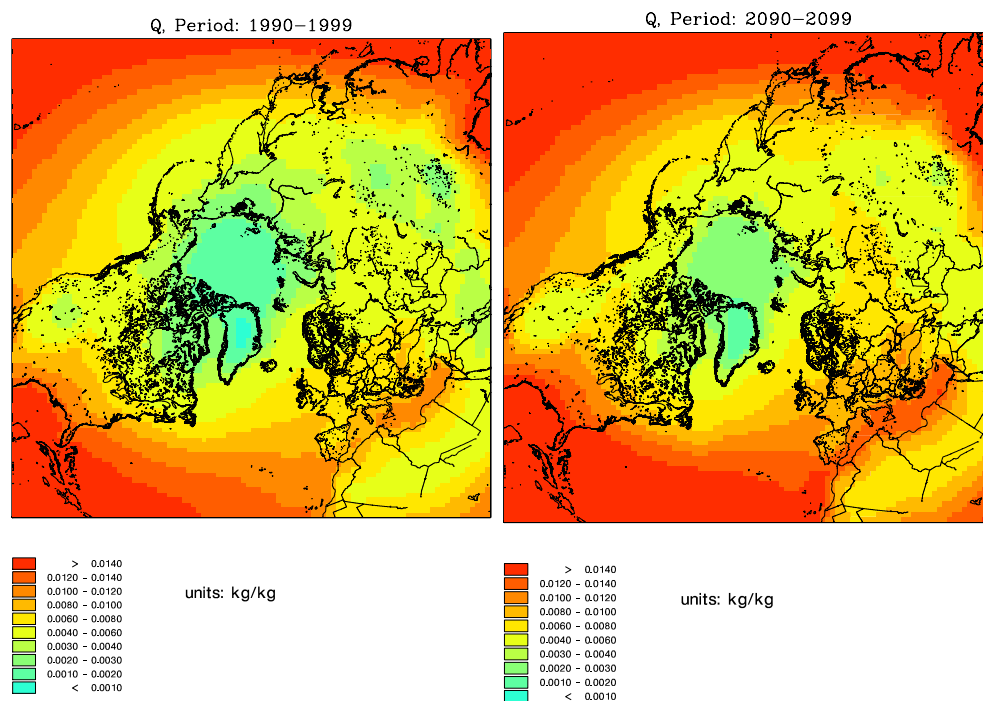 Q, Period: 1990-1999
> 0.0140
0.0120 - 0.0140
0.0100 - 0.0120
0.0080 - 0.0100
0.0060 - 0.0080
0.0040 - 0.0060
0.0030 - 0.0040
0.0020 - 0.0030
0.0010 - 0.0020
< 0.0010
units: kg/kg
Q, Period: 2090-2099
> 0.0140
0.0120 - 0.0140
0.0100 - 0.0120
0.0080 - 0.0100
0.0060 - 0.0080
0.0040 - 0.0060
0.0030 - 0.0040
0.0020 - 0.0030
0.0010 - 0.0020
< 0.0010
units: kg/kg